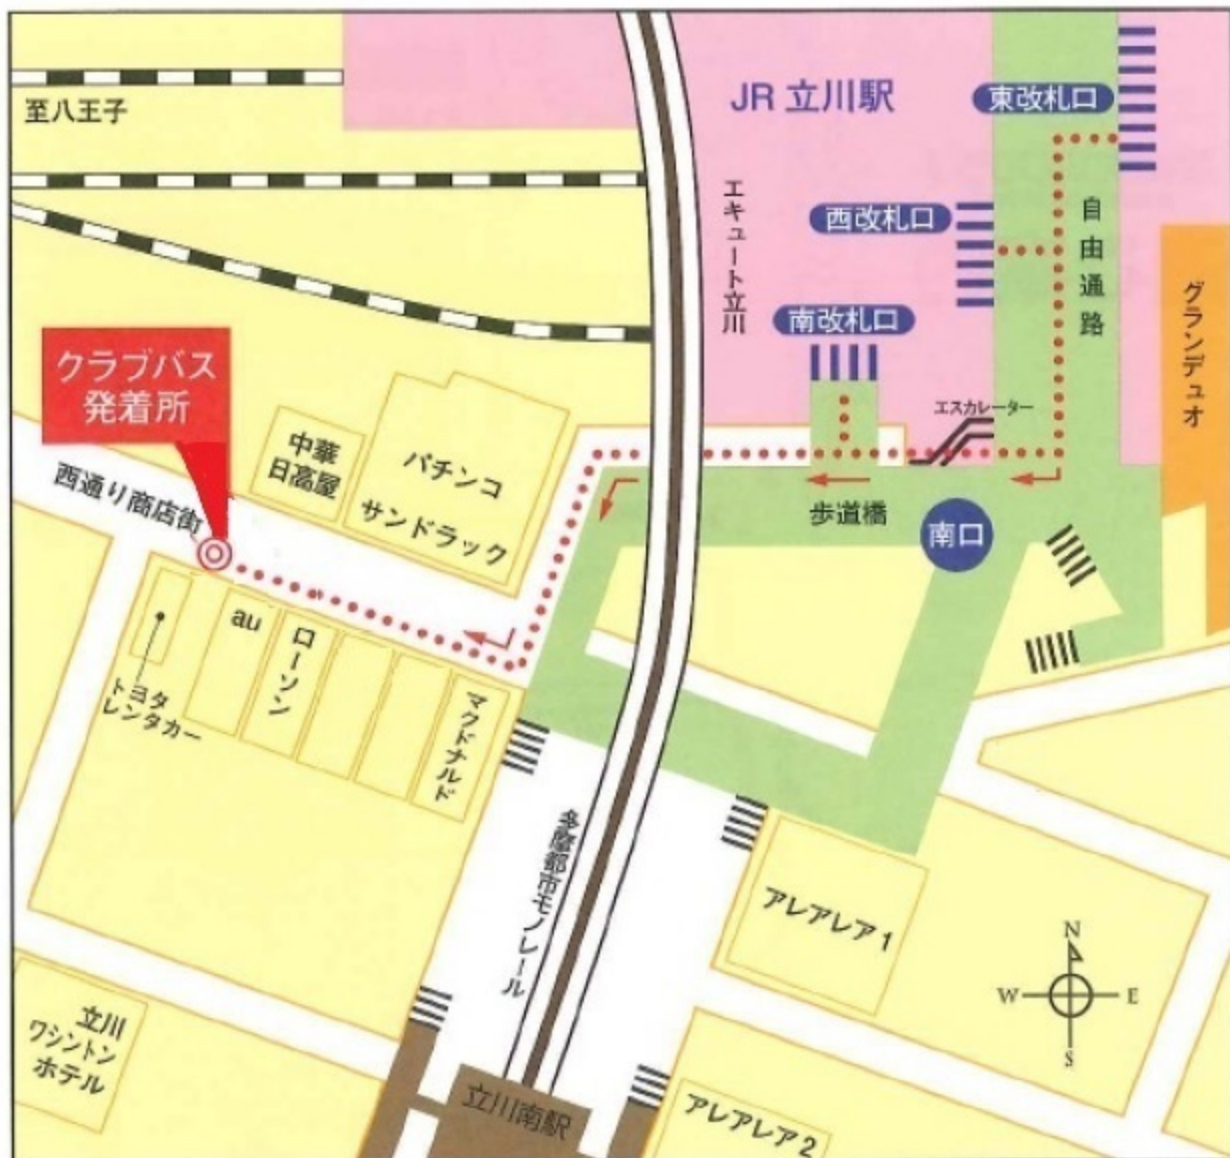 至八王子
JR 立川駅
東改札口
西改札口
自由通路
エキュート立川
南改札口
グランデュオ
クラブバス
発着所
エスカレーター
中華
日高屋
パチンコ
サンドラック
西通り商店街
歩道橋
南口
au
ローソン
マクドナルド
トヨタ
レンタカー
多摩都市モノレール
アレアレア1
N
W
E
S
立川
ワシントン
ホテル
立川南駅
アレアレア2